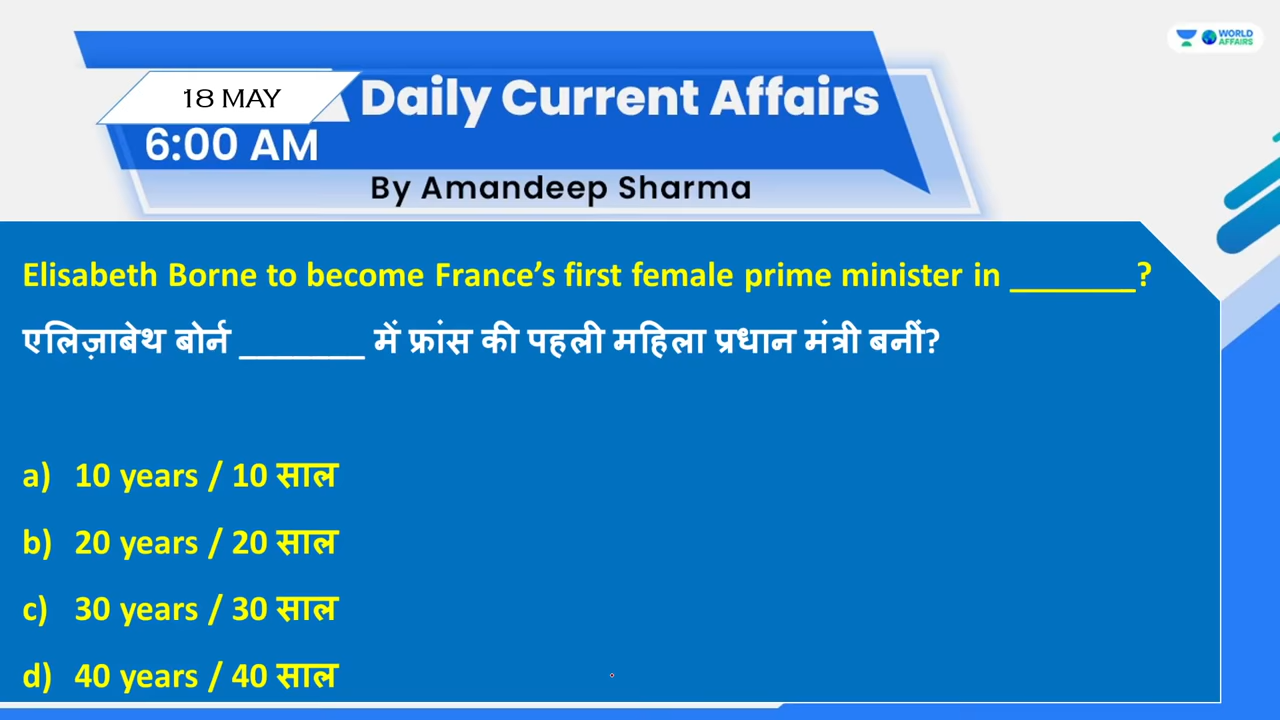 WORLD
AFFAIRS
18 MAY
Daily Current Affairs
6:00 AM
By Amandeep Sharma
Elisabeth Borne to become France’s first female prime minister in ________?
एलिज़ाबेथ बोर्न ________ में फ्रांस की पहली महिला प्रधान मंत्री बनीं?
a) 10 years / 10 साल
b) 20 years / 20 साल
c) 30 years / 30 साल
d) 40 years / 40 साल